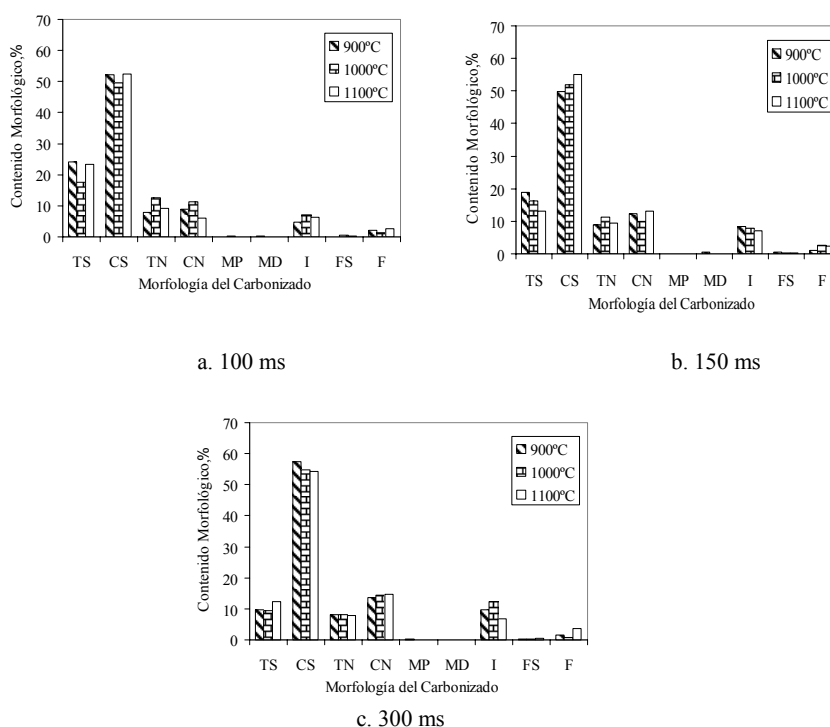 70
60
50
40
30
20
10
0
Contenido Morfológico,%
900ºC
1000ºC
1100ºC
TS CS TN CN MP MD I FS F
Morfología del Carbonizado
a. 100 ms
70
60
50
40
30
20
10
0
Contenido Morfológico,%
900ºC
1000ºC
1100ºC
TS CS TN CN MP MD I FS F
Morfología del Carbonizado
b. 150 ms
70
60
50
40
30
20
10
0
Contenido Morfológico,%
900ºC
1000ºC
1100ºC
TS CS TN CN MP MD I FS F
Morfología del Carbonizado
c. 300 ms